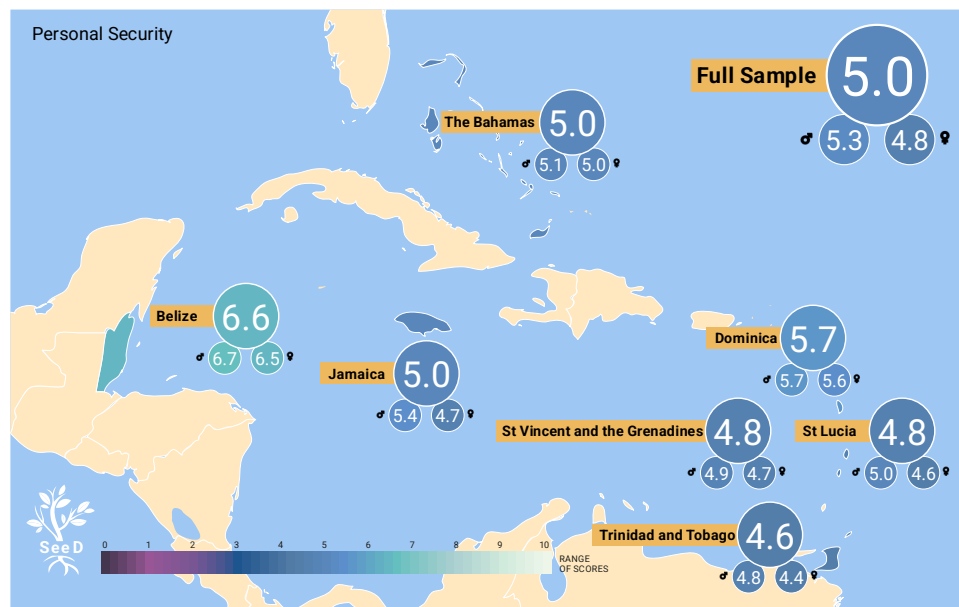 Personal Security
Full Sample
5.0
5.3
4.8
The Bahamas
5.0
5.1
5.0
Belize
6.6
6.7
6.5
Jamaica
5.0
5.4
4.7
Dominica
5.7
5.7
5.6
St Vincent and the Grenadines
4.8
4.9
4.7
St Lucia
4.8
5.0
4.6
Trinidad and Tobago
4.6
4.8
4.4
SeeD
0 1 2 3 4 5 6 7 8 9 10
RANGE
OF SCORES